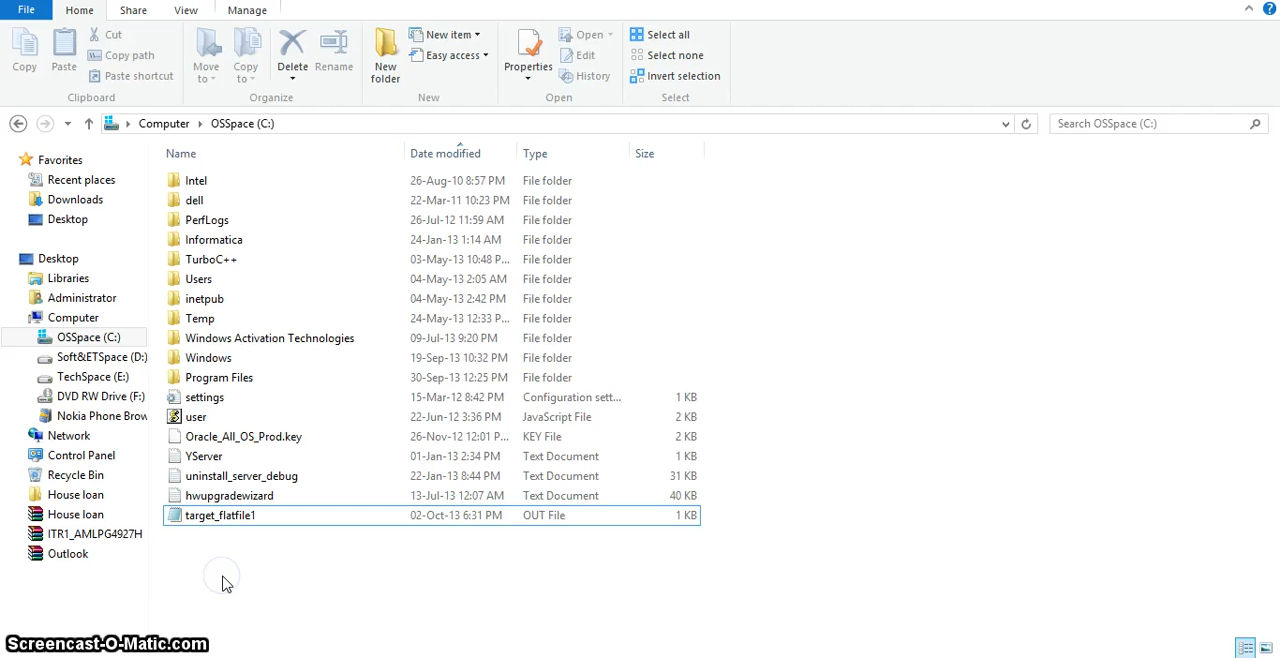 File Home Share View Manage
Copy Paste Cut Copy path Paste shortcut Move to Copy to Delete Rename New folder New item Easy access Properties Open Edit History Select all Select none Invert selection
Clipboard Organize New Open Select
Computer OSSpace (C:) Search OSSpace (C:)
Name Date modified Type Size
Favorites
Recent places
Downloads
Desktop
Desktop
Libraries
Administrator
Computer
OSSpace (C:)
Soft&ETSpace (D:)
TechSpace (E:)
DVD RW Drive (F:)
Nokia Phone Brow
Network
Control Panel
Recycle Bin
House loan
House loan
ITR1_AMLPG4927H
Outlook
Intel 26-Aug-10 8:57 PM File folder
dell 22-Mar-11 10:23 PM File folder
PerfLogs 26-Jul-12 11:59 AM File folder
Informatica 24-Jan-13 1:14 AM File folder
TurboC++ 03-May-13 10:48 P... File folder
Users 04-May-13 2:05 AM File folder
inetpub 04-May-13 2:42 PM File folder
Temp 24-May-13 12:33 P... File folder
Windows Activation Technologies 09-Jul-13 9:20 PM File folder
Windows 19-Sep-13 10:32 PM File folder
Program Files 30-Sep-13 12:25 PM File folder
settings 15-Mar-12 8:42 PM Configuration sett... 1 KB
user 22-Jun-12 3:36 PM JavaScript File 2 KB
Oracle_All_OS_Prod.key 26-Nov-12 12:01 P... KEY File 2 KB
YServer 01-Jan-13 2:34 PM Text Document 1 KB
uninstall_server_debug 22-Jan-13 8:44 PM Text Document 31 KB
hwupgradewizard 13-Jul-13 12:07 AM Text Document 40 KB
target_flatfile1 02-Oct-13 6:31 PM OUT File 1 KB
Screencast-O-Matic.com